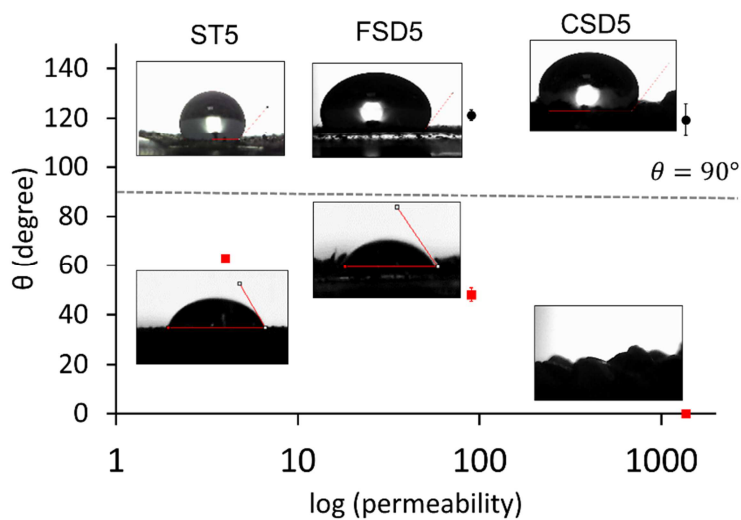 ST5
FSD5
CSD5
140
120
100
80
60
40
20
0
θ (degree)
θ = 90°
1
10
100
1000
log (permeability)